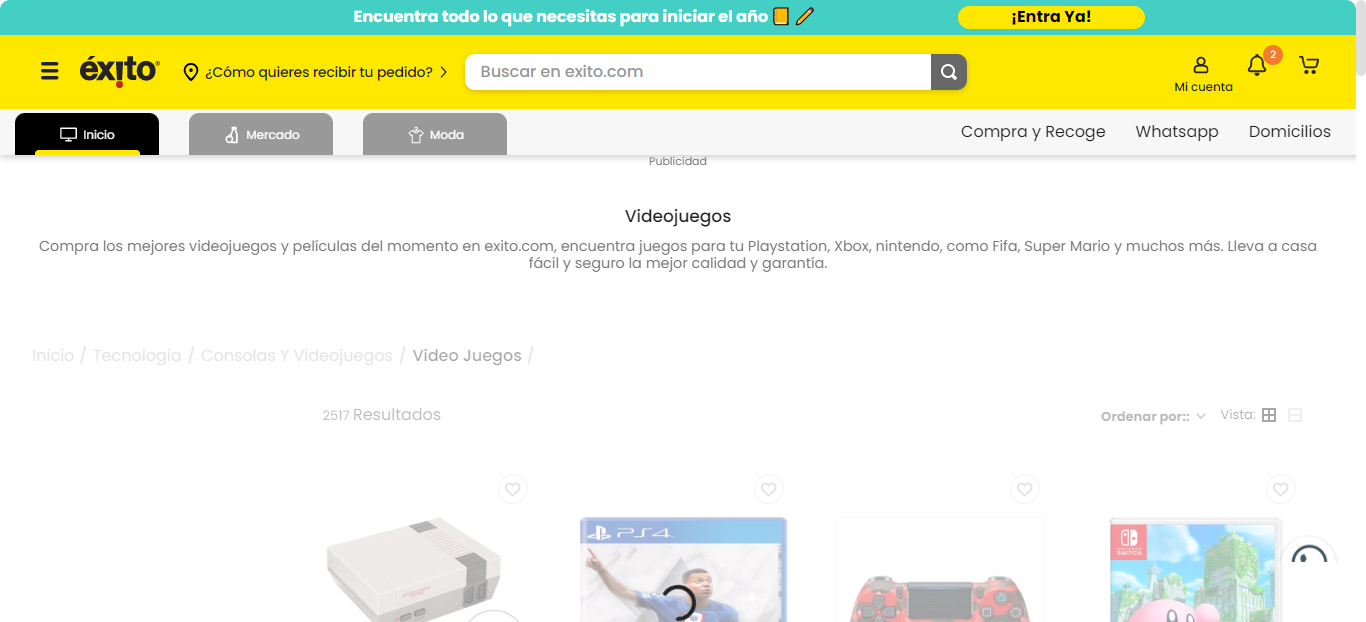 Encuentra todo lo que necesitas para iniciar el año
¡Entra Ya!
éxito
¿Cómo quieres recibir tu pedido?
Buscar en exito.com
Mi cuenta
2
Inicio
Mercado
Moda
Compra y Recoge
Whatsapp
Domicilios
Publicidad
Videojuegos
Compra los mejores videojuegos y películas del momento en exito.com, encuentra juegos para tu Playstation, Xbox, nintendo, como Fifa, Super Mario y muchos más. Lleva a casa
fácil y seguro la mejor calidad y garantía.
Inicio / Tecnologia / Consolas Y Videojuegos / Video Juegos /
2517 Resultados
Ordenar por::
Vista:
PS4
NINTENDO
SWITCH